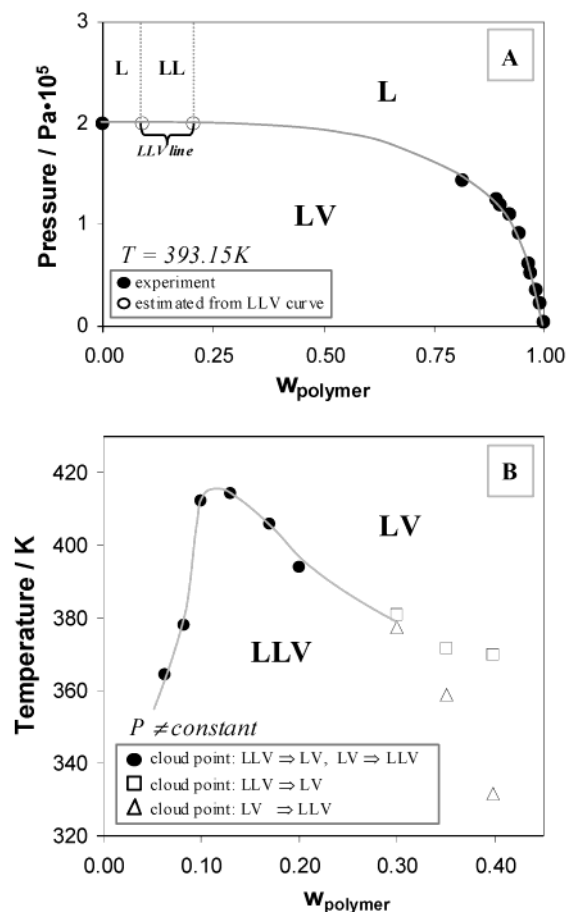 A
Pressure / Pa·10⁵
3
2
1
0
L
LL
L
LLV line
LV
T = 393.15K
● experiment
○ estimated from LLV curve
0.00
0.25
0.50
0.75
1.00
wpolymer
B
Temperature / K
420
400
380
360
340
320
LV
LLV
P ≠ constant
● cloud point: LLV ⇒ LV, LV ⇒ LLV
□ cloud point: LLV ⇒ LV
△ cloud point: LV ⇒ LLV
0.00
0.10
0.20
0.30
0.40
wpolymer